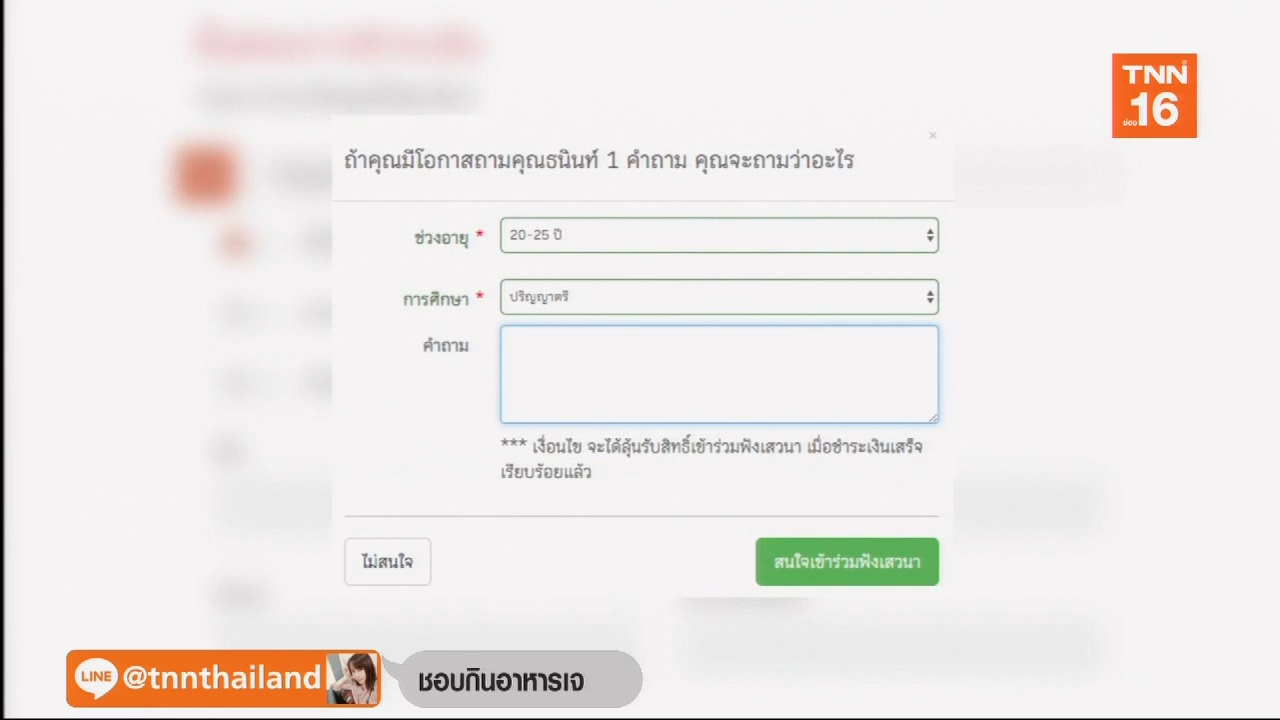 TNN
ช่อง 16
×
ถ้าคุณมีโอกาสถามคุณธนินท์ 1 คำถาม คุณจะถามว่าอะไร
ช่วงอายุ * 20-25 ปี
การศึกษา * ปริญญาตรี
คำถาม
*** เงื่อนไข จะได้ลุ้นรับสิทธิ์เข้าร่วมฟังเสวนา เมื่อชำระเงินเสร็จ
เรียบร้อยแล้ว
ไม่สนใจ
สนใจเข้าร่วมฟังเสวนา
LINE @tnnthailand
ชอบกินอาหารเจ